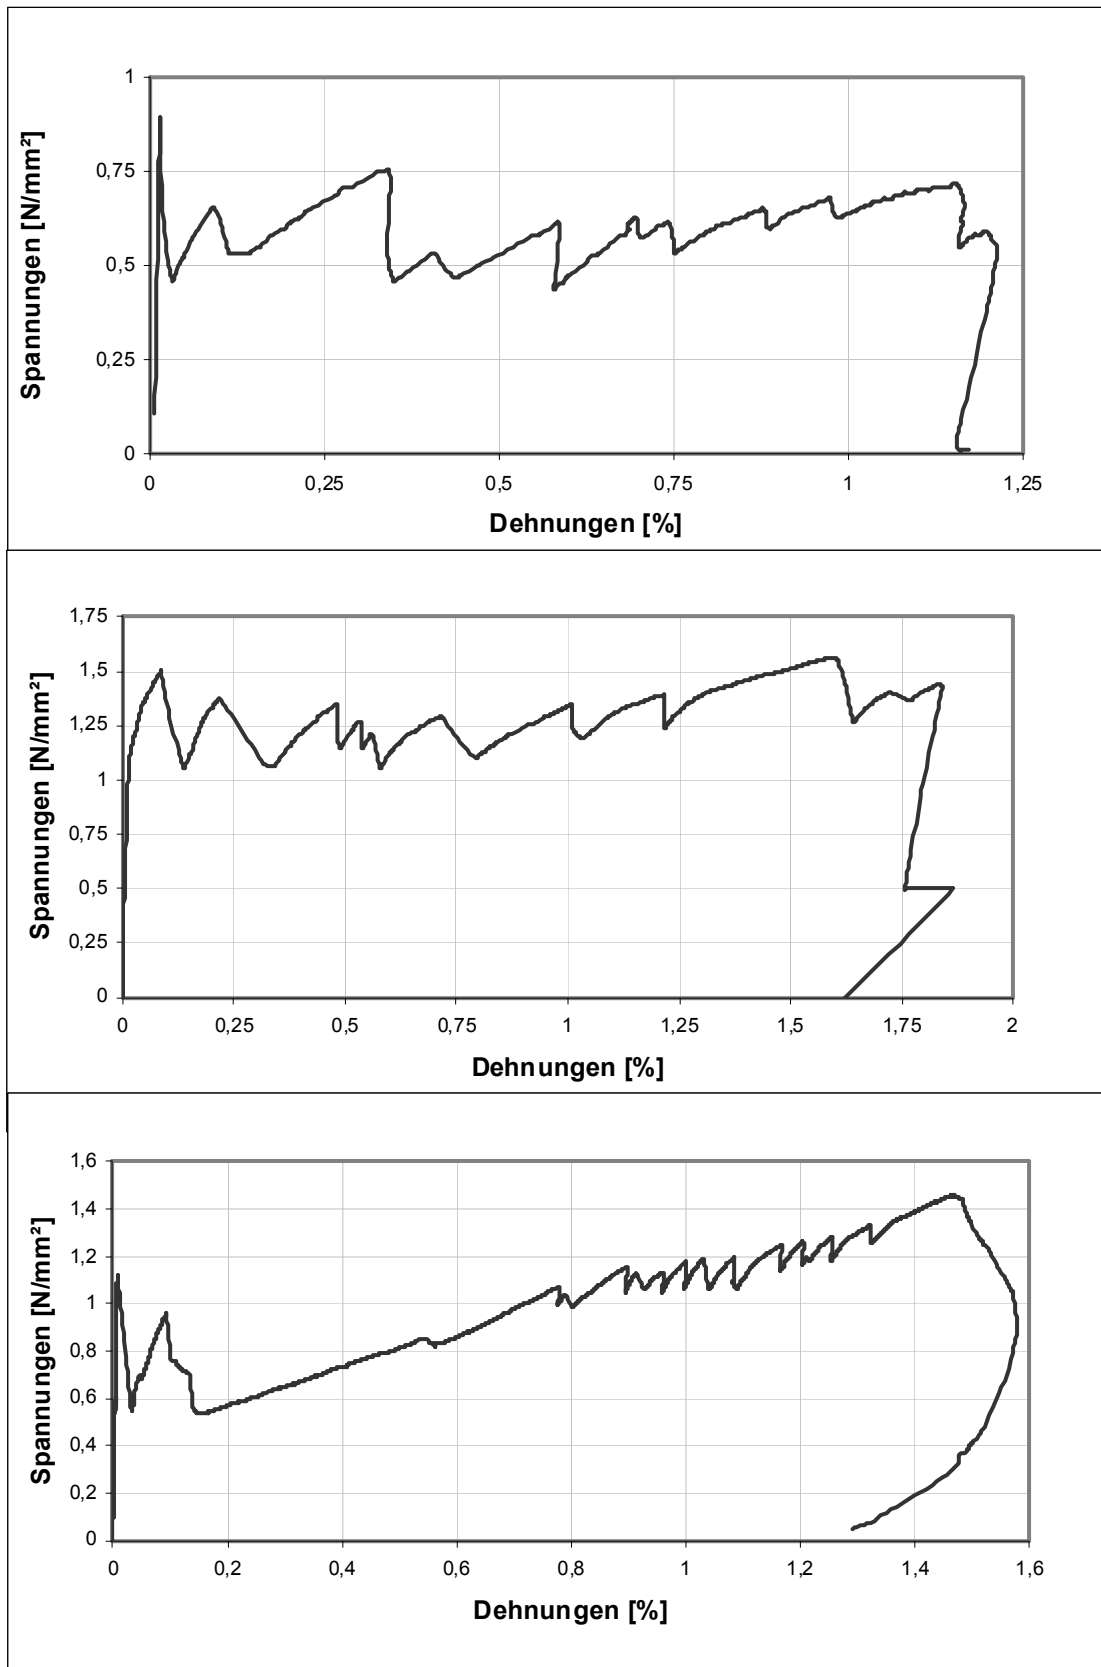 1
0,75
0,5
0,25
0
Spannungen [N/mm²]
0 0,25 0,5 0,75 1 1,25
Dehnungen [%]
1,75
1,5
1,25
1
0,75
0,5
0,25
0
Spannungen [N/mm²]
0 0,25 0,5 0,75 1 1,25 1,5 1,75 2
Dehnungen [%]
1,6
1,4
1,2
1
0,8
0,6
0,4
0,2
0
Spannungen [N/mm²]
0 0,2 0,4 0,6 0,8 1 1,2 1,4 1,6
Dehnungen [%]